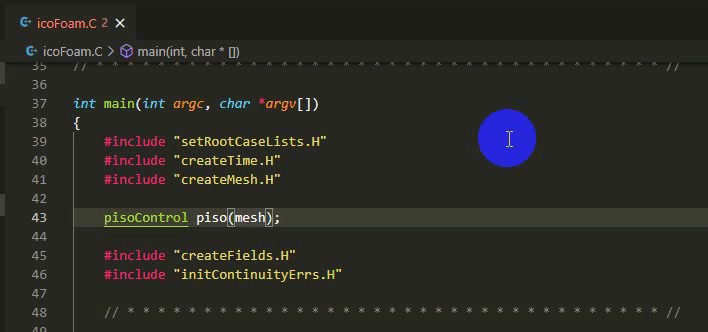 icoFoam.C 2 ×
icoFoam.C > main(int, char * [])
35 // * * * * * * * * * * * * * * * * * * * * * * * * * * * * * * * * * * * * * //
36
37 int main(int argc, char *argv[])
38 {
39 #include "setRootCaseLists.H"
40 #include "createTime.H"
41 #include "createMesh.H"
42
43 pisoControl piso(mesh);
44
45 #include "createFields.H"
46 #include "initContinuityErrs.H"
47
48 // * * * * * * * * * * * * * * * * * * * * * * * * * * * * * * * * * * * //
49